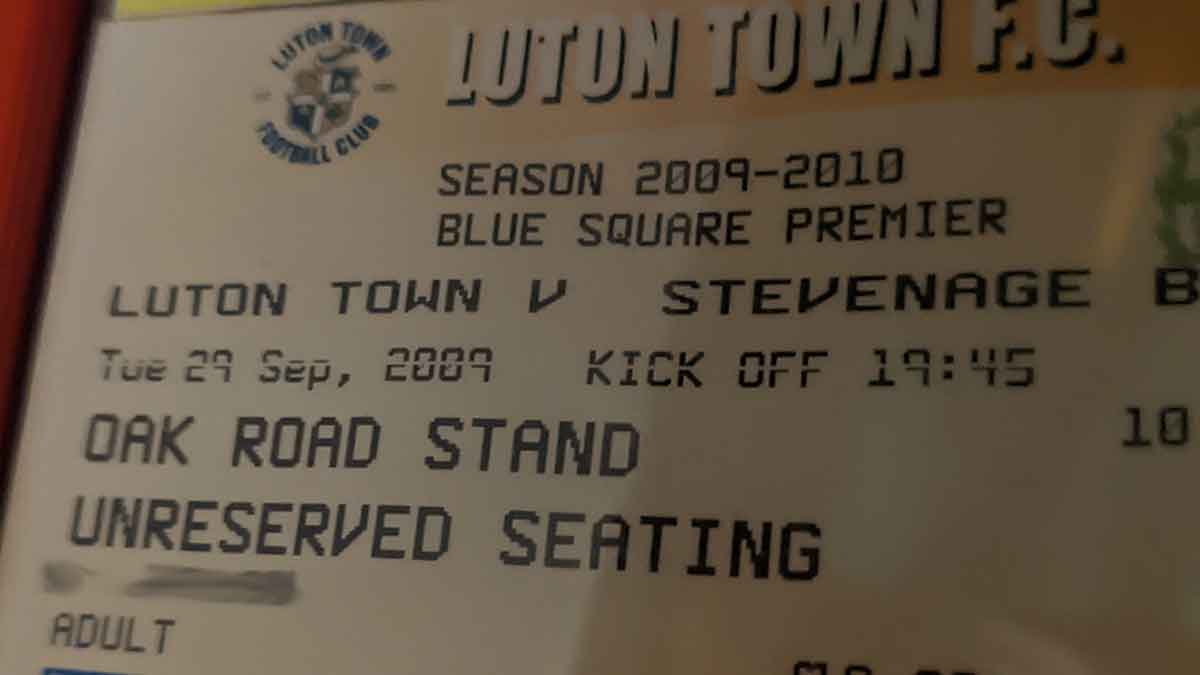 LUTON TOWN
FOOTBALL CLUB
LUTON TOWN F.C.
SEASON 2009-2010
BLUE SQUARE PREMIER
LUTON TOWN V STEVENAGE B
Tue 29 Sep, 2009 KICK OFF 19:45
OAK ROAD STAND 10
UNRESERVED SEATING
ADULT